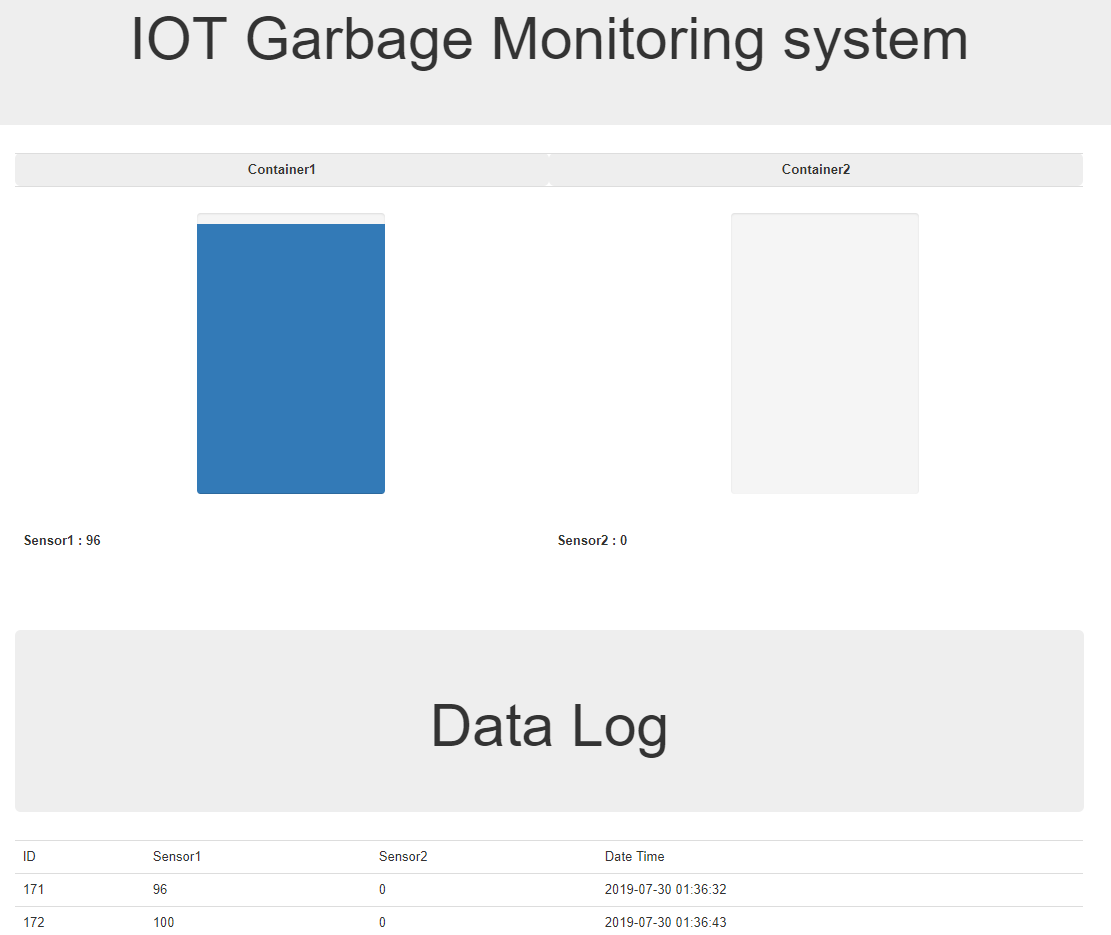 IOT Garbage Monitoring system
Container1 Container2
Sensor1 : 96 Sensor2 : 0
Data Log
ID Sensor1 Sensor2 Date Time
171 96 0 2019-07-30 01:36:32
172 100 0 2019-07-30 01:36:43